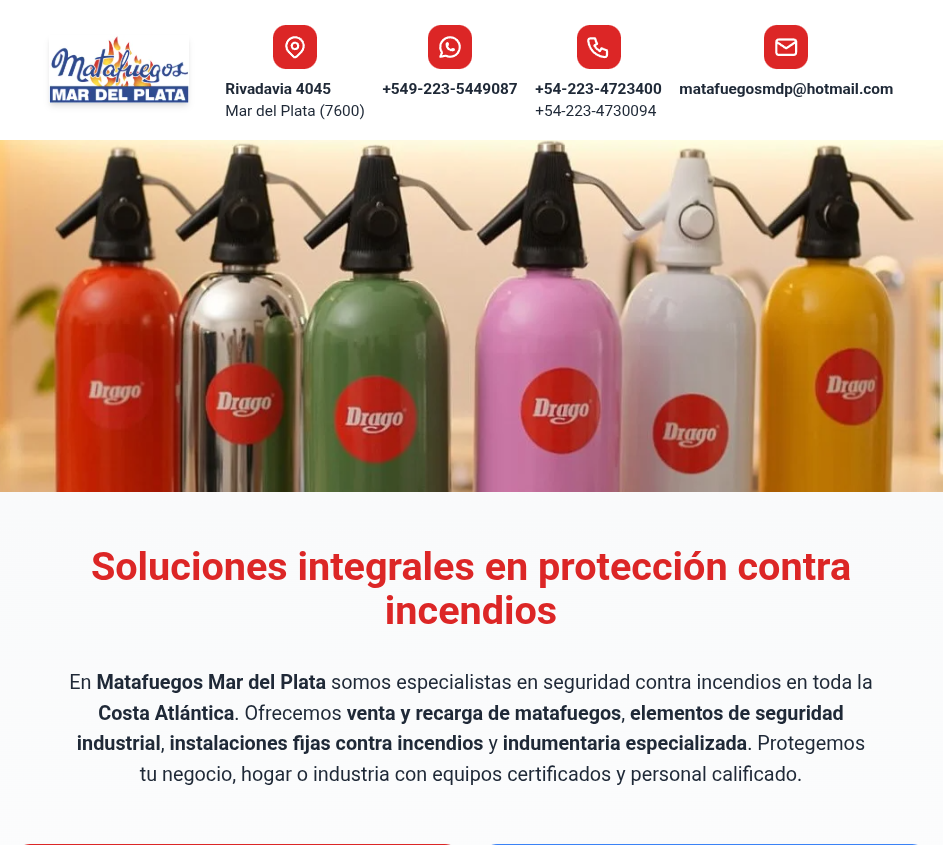 Matafuegos
MAR DEL PLATA
Rivadavia 4045
Mar del Plata (7600)
+549-223-5449087
+54-223-4723400
+54-223-4730094
matafuegosmdp@hotmail.com
Drago
Drago
Drago
Drago
Drago
Drago
Soluciones integrales en protección contra
incendios
En Matafuegos Mar del Plata somos especialistas en seguridad contra incendios en toda la
Costa Atlántica. Ofrecemos venta y recarga de matafuegos, elementos de seguridad
industrial, instalaciones fijas contra incendios y indumentaria especializada. Protegemos
tu negocio, hogar o industria con equipos certificados y personal calificado.